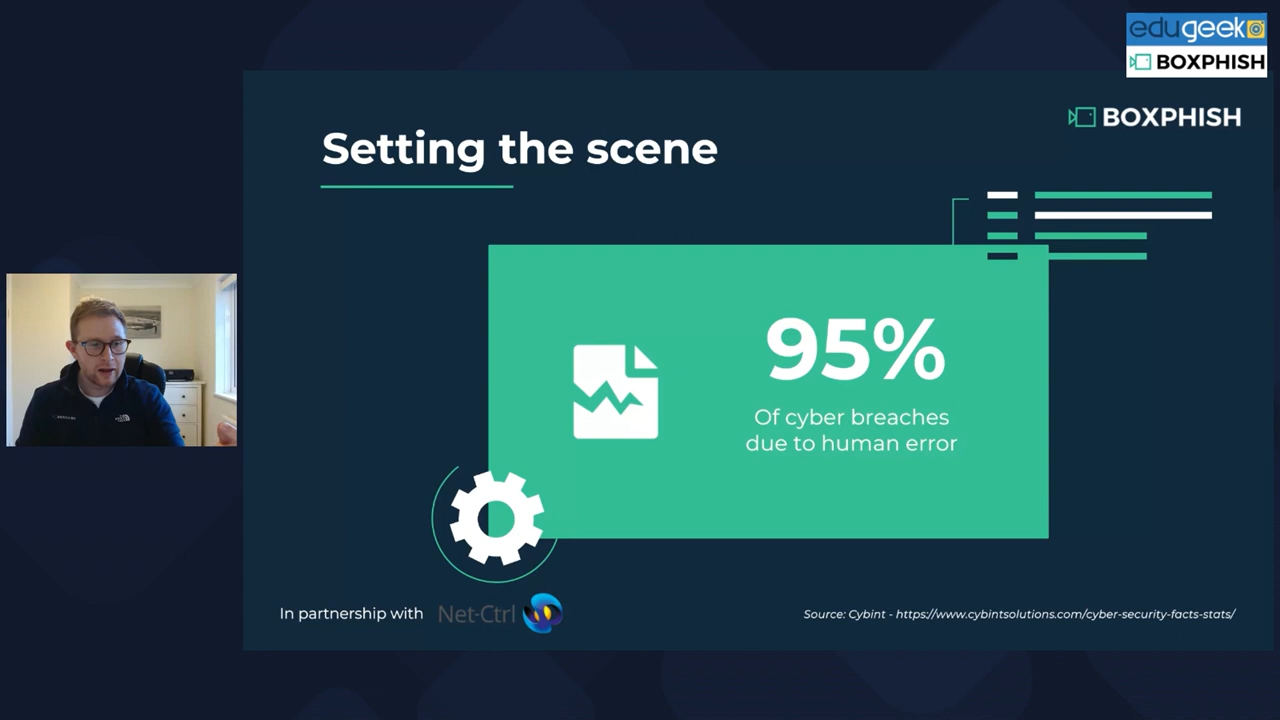 edugeek
BOXPHISH
BOXPHISH
Setting the scene
95%
Of cyber breaches
due to human error
In partnership with Net-Ctrl
Source: Cybint - https://www.cybintsolutions.com/cyber-security-facts-stats/